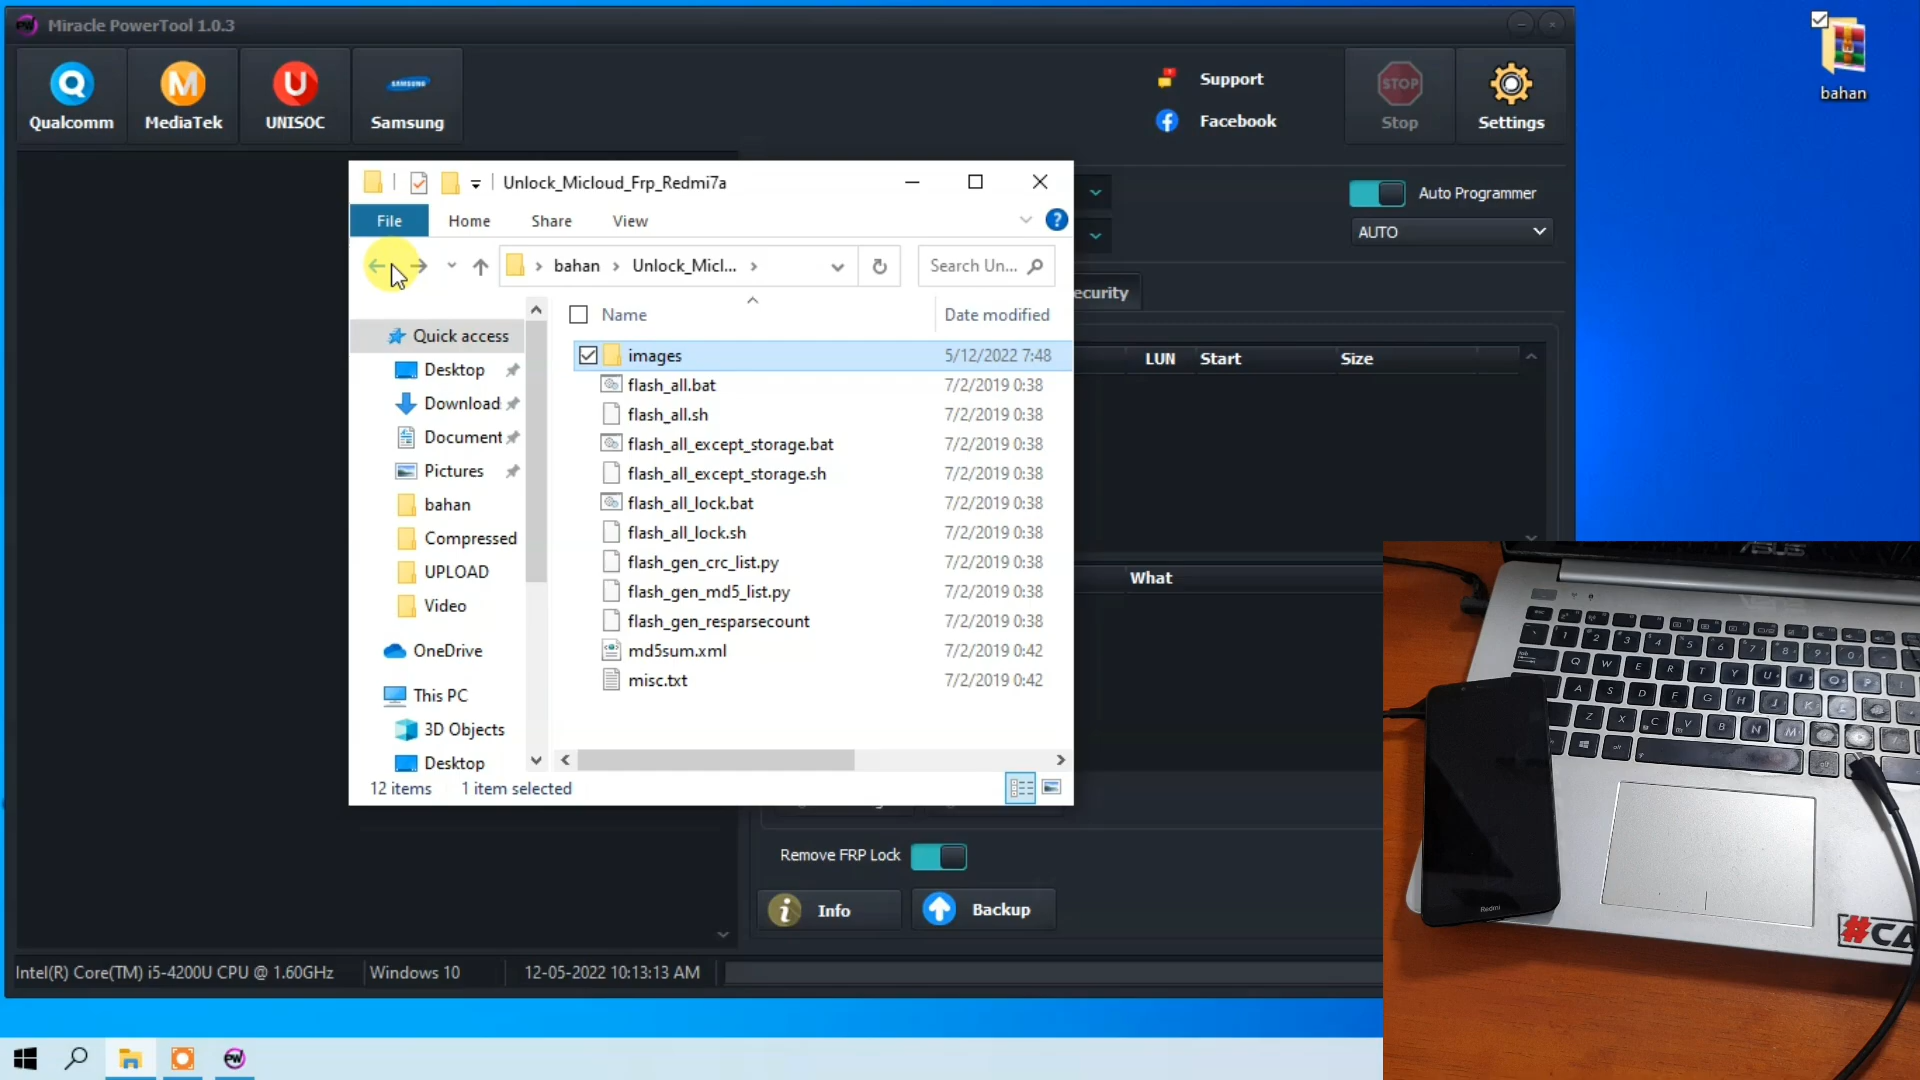 Miracle PowerTool 1.0.3
Qualcomm
MediaTek
UNISOC
SAMSUNG
Samsung
Support
Facebook
STOP
Stop
Settings
bahan
Auto Programmer
AUTO
ecurity
LUN Start Size
What
Unlock_Micloud_Frp_Redmi7a
File Home Share View
bahan > Unlock_Micl... >
Search Un...
Name Date modified
Quick access
Desktop
Download
Document
Pictures
bahan
Compressed
UPLOAD
Video
OneDrive
This PC
3D Objects
Desktop
images 5/12/2022 7:48
flash_all.bat 7/2/2019 0:38
flash_all.sh 7/2/2019 0:38
flash_all_except_storage.bat 7/2/2019 0:38
flash_all_except_storage.sh 7/2/2019 0:38
flash_all_lock.bat 7/2/2019 0:38
flash_all_lock.sh 7/2/2019 0:38
flash_gen_crc_list.py 7/2/2019 0:38
flash_gen_md5_list.py 7/2/2019 0:38
flash_gen_resparsecount 7/2/2019 0:38
md5sum.xml 7/2/2019 0:42
misc.txt 7/2/2019 0:42
12 items 1 item selected
Remove FRP Lock
Info
Backup
Intel(R) Core(TM) i5-4200U CPU @ 1.60GHz Windows 10 12-05-2022 10:13:13 AM
PW
ASUS
Redmi
#CA